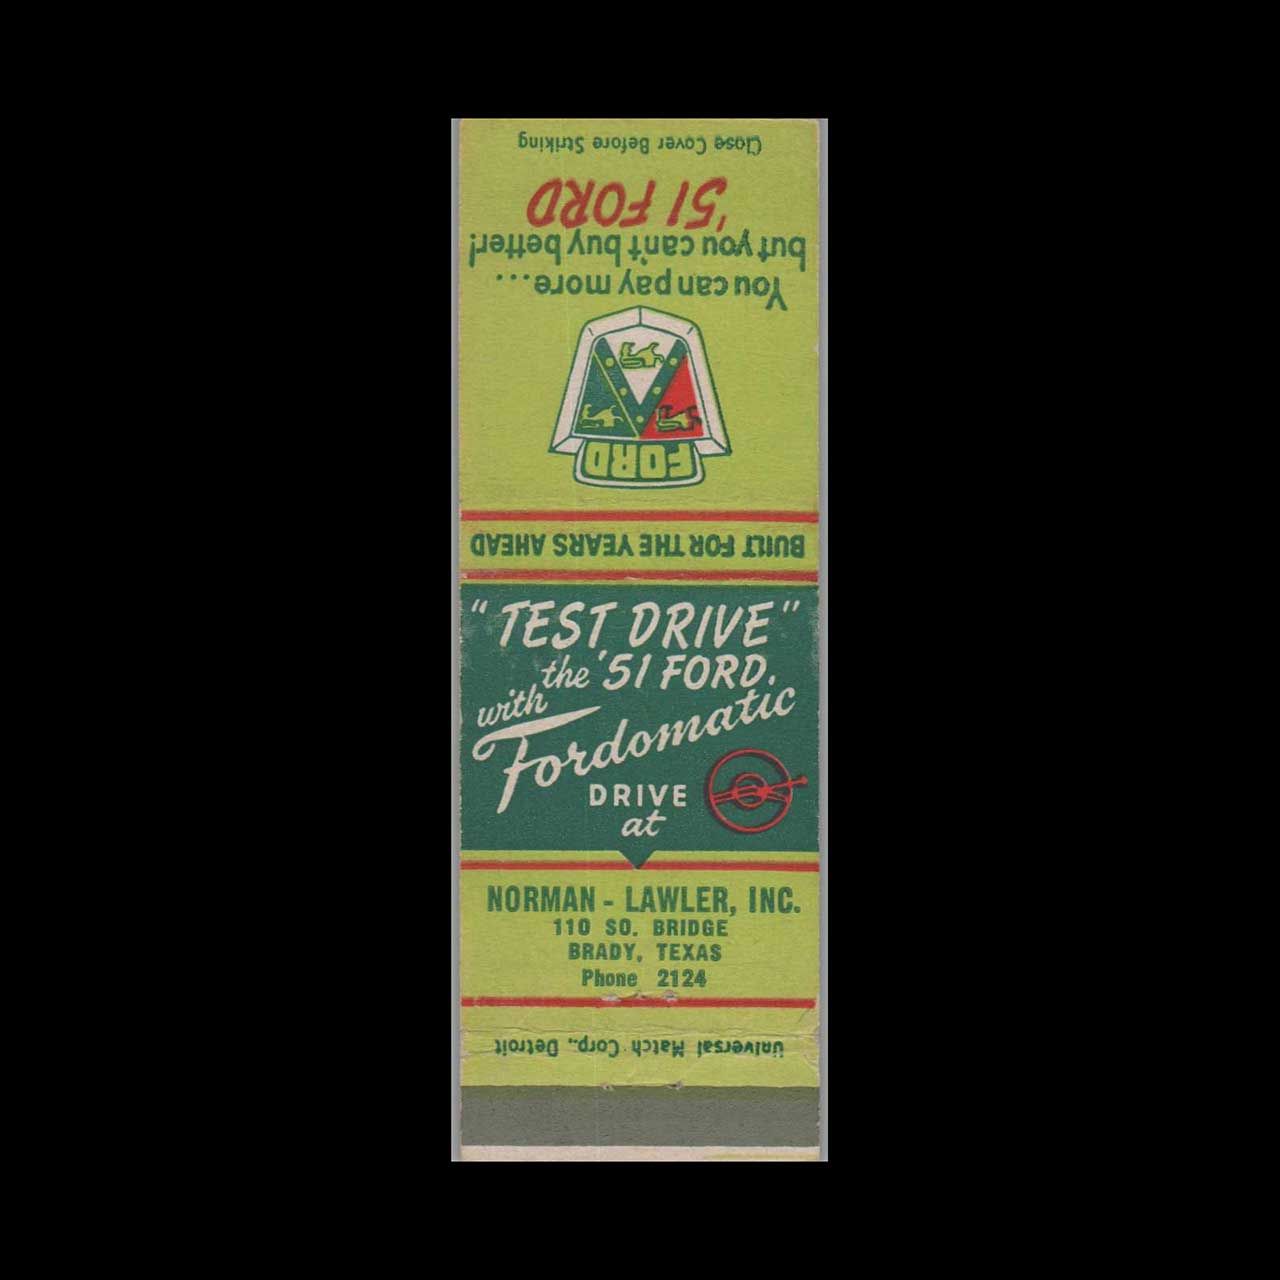 Close Cover Before Striking
'51 FORD
but you can't buy better!
You can pay more...
FORD
BUILT FOR THE YEARS AHEAD
"TEST DRIVE"
the '51 FORD.
with
Fordomatic
DRIVE
at
NORMAN - LAWLER, INC.
110 SO. BRIDGE
BRADY, TEXAS
Phone 2124
Universal Match Corp., Detroit